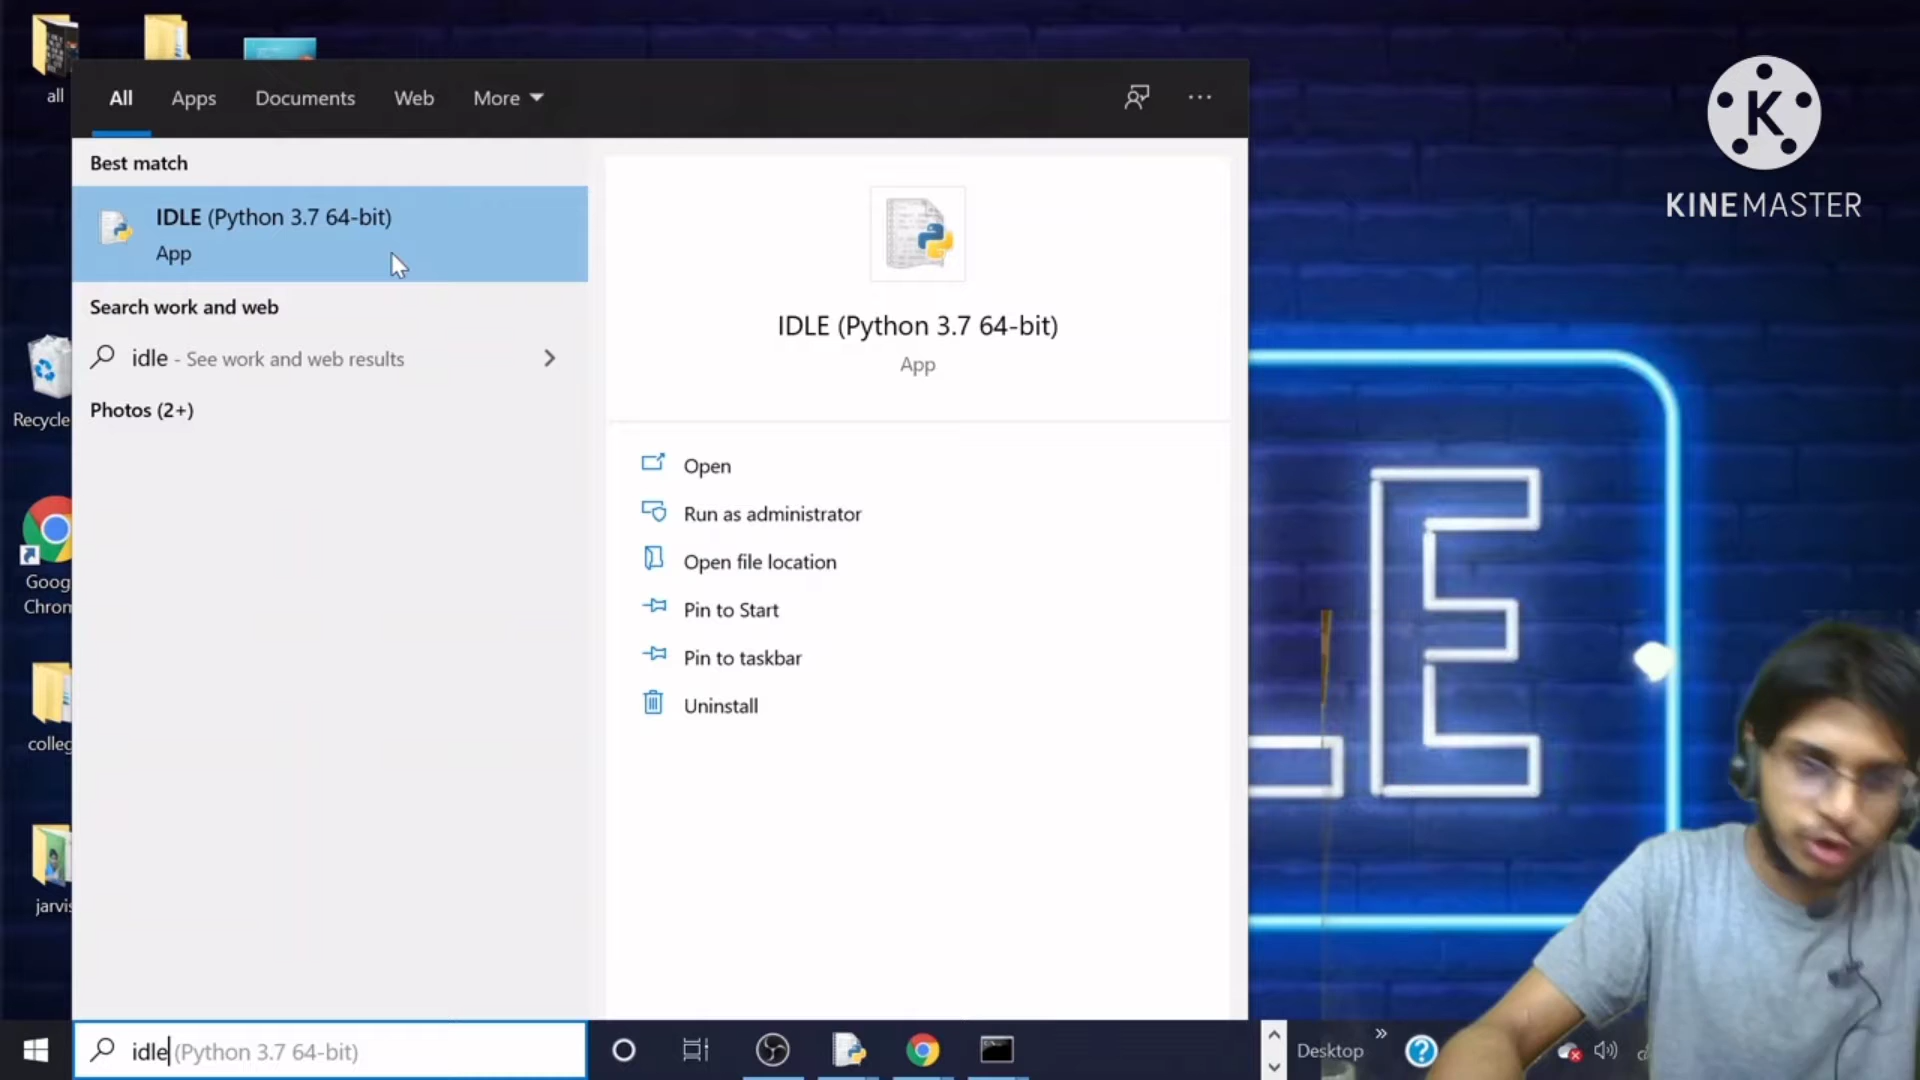 all
All Apps Documents Web More
KINEMASTER
Best match
IDLE (Python 3.7 64-bit)
App
Search work and web
idle - See work and web results
Photos (2+)
IDLE (Python 3.7 64-bit)
App
Open
Run as administrator
Open file location
Pin to Start
Pin to taskbar
Uninstall
Recycle
Goog
Chrom
colleg
jarvis
LE
idle (Python 3.7 64-bit)
Desktop